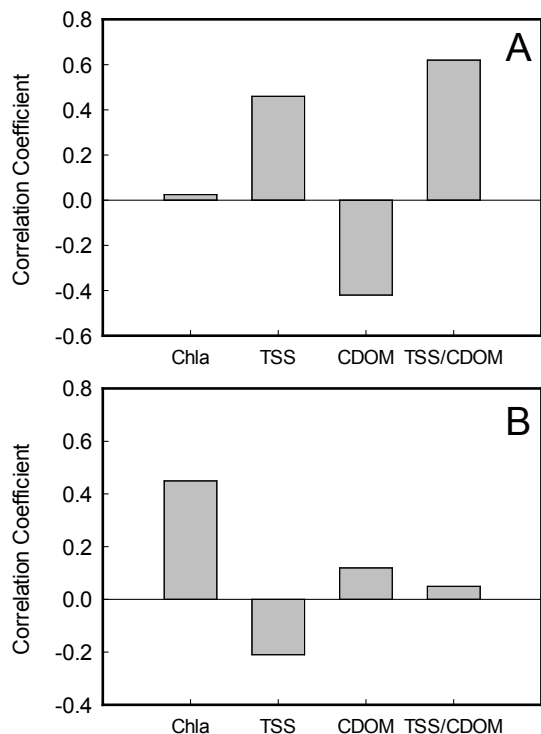 A
0.8
0.6
0.4
0.2
0.0
-0.2
-0.4
-0.6
Correlation Coefficient
Chla TSS CDOM TSS/CDOM
B
0.8
0.6
0.4
0.2
0.0
-0.2
-0.4
Correlation Coefficient
Chla TSS CDOM TSS/CDOM